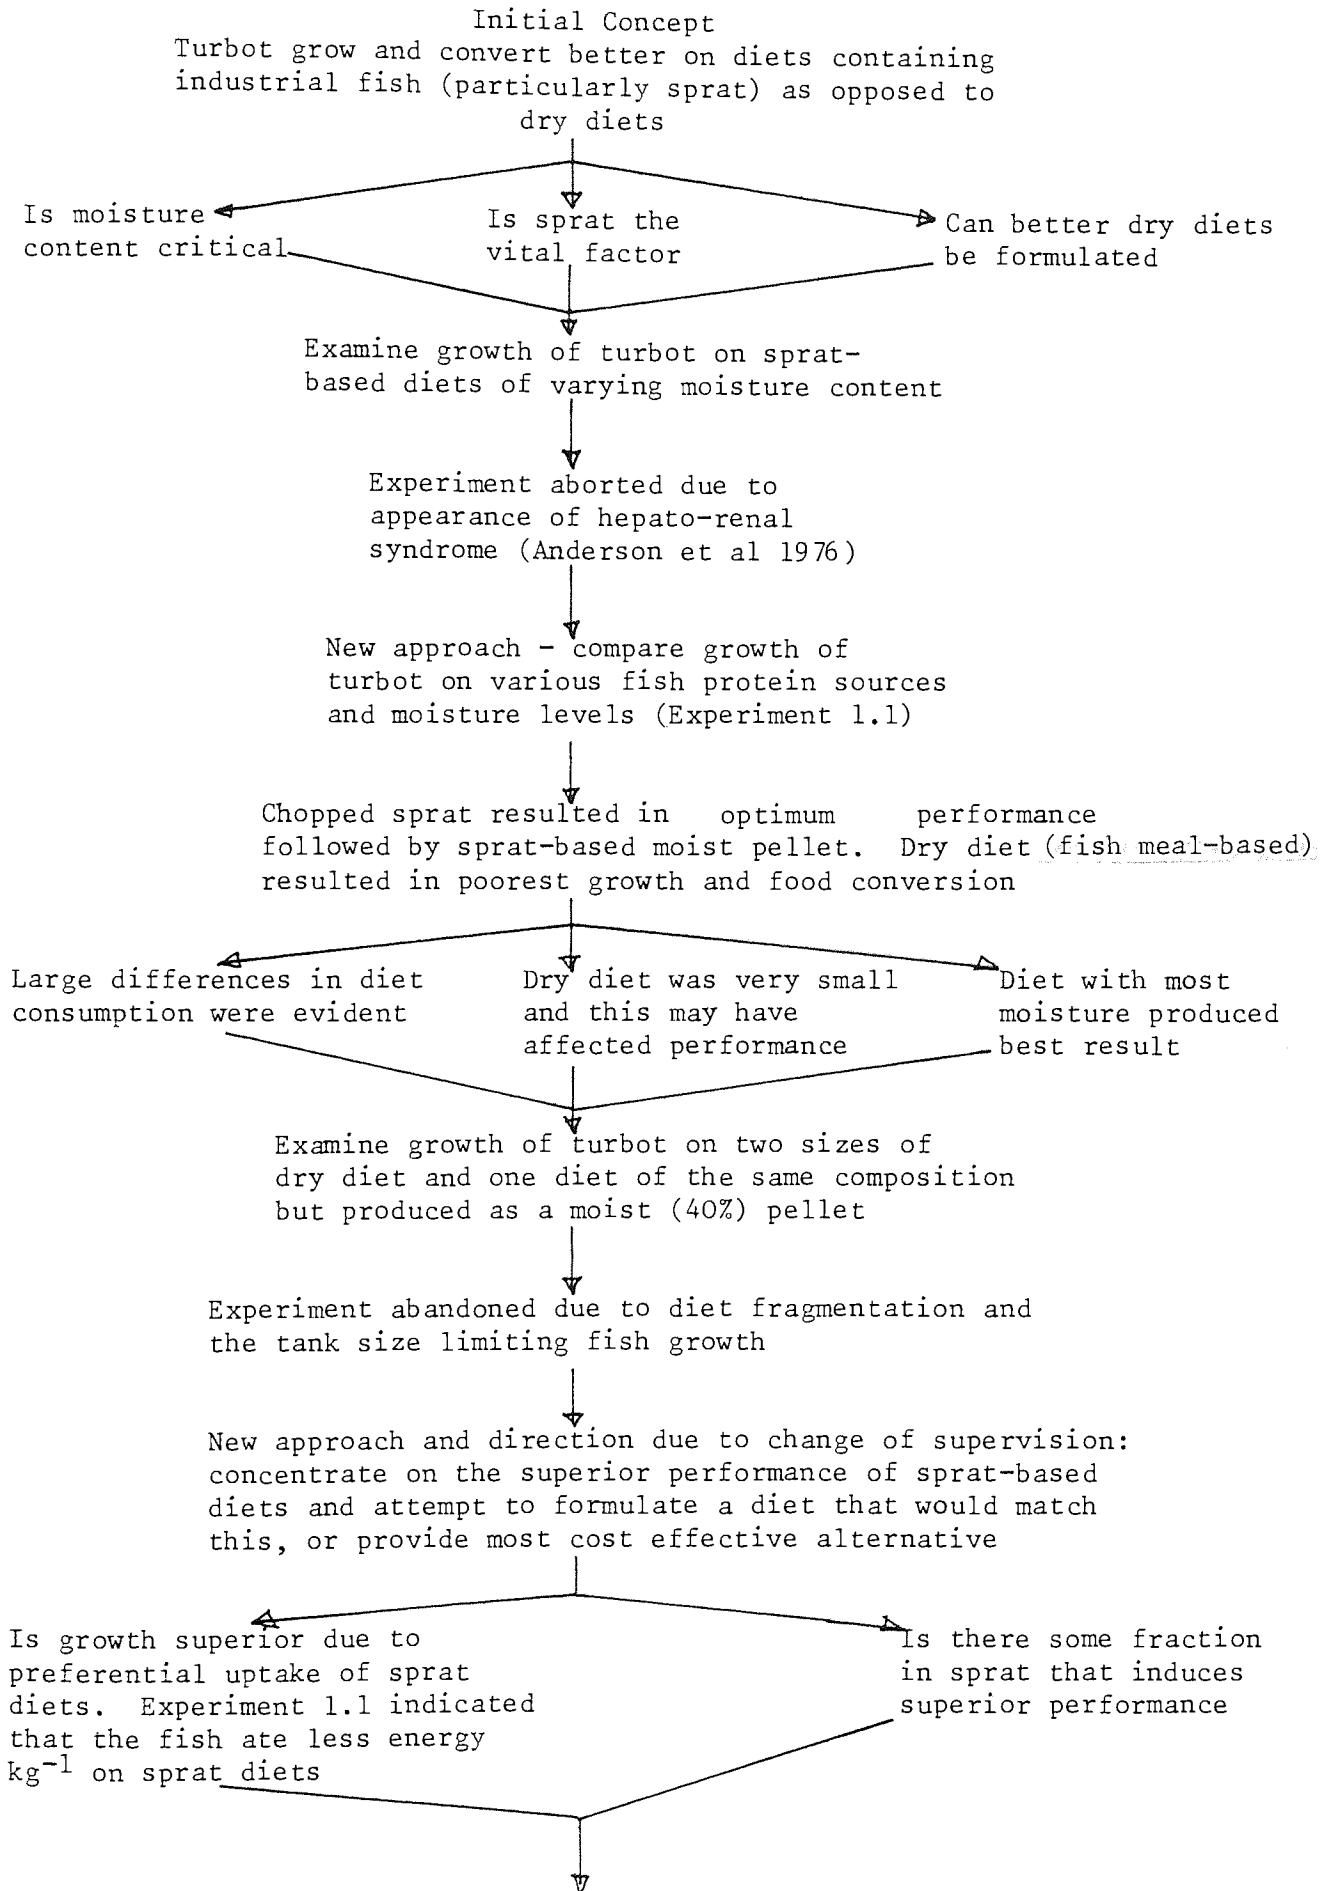 Initial Concept
Turbot grow and convert better on diets containing
industrial fish (particularly sprat) as opposed to
dry diets
Is moisture
content critical
Is sprat the
vital factor
Can better dry diets
be formulated
Examine growth of turbot on sprat-
based diets of varying moisture content
Experiment aborted due to
appearance of hepato-renal
syndrome (Anderson et al 1976)
New approach - compare growth of
turbot on various fish protein sources
and moisture levels (Experiment 1.1)
Chopped sprat resulted in optimum performance
followed by sprat-based moist pellet. Dry diet (fish meal-based)
resulted in poorest growth and food conversion
Large differences in diet
consumption were evident
Dry diet was very small
and this may have
affected performance
Diet with most
moisture produced
best result
Examine growth of turbot on two sizes of
dry diet and one diet of the same composition
but produced as a moist (40%) pellet
Experiment abandoned due to diet fragmentation and
the tank size limiting fish growth
New approach and direction due to change of supervision:
concentrate on the superior performance of sprat-based
diets and attempt to formulate a diet that would match
this, or provide most cost effective alternative
Is growth superior due to
preferential uptake of sprat
diets. Experiment 1.1 indicated
that the fish ate less energy
kg⁻¹ on sprat diets
Is there some fraction
in sprat that induces
superior performance